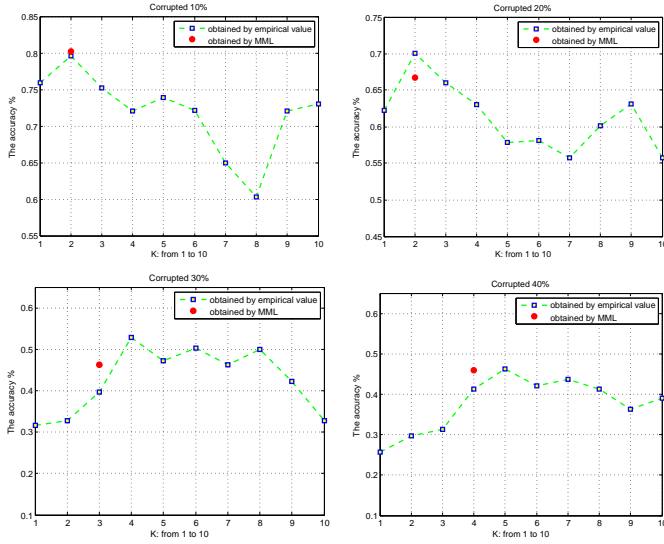 Corrupted 10%
obtained by empirical value
obtained by MML
The accuracy %
0.85
0.8
0.75
0.7
0.65
0.6
0.55
1 2 3 4 5 6 7 8 9 10
K: from 1 to 10
Corrupted 20%
obtained by empirical value
obtained by MML
The accuracy %
0.75
0.65
0.55
0.45
1 2 3 4 5 6 7 8 9 10
K: from 1 to 10
Corrupted 30%
obtained by empirical value
obtained by MML
The accuracy %
0.6
0.5
0.4
0.3
0.2
0.1
1 2 3 4 5 6 7 8 9 10
K: from 1 to 10
Corrupted 40%
obtained by empirical value
obtained by MML
The accuracy %
0.6
0.5
0.4
0.3
0.2
0.1
1 2 3 4 5 6 7 8 9 10
K: from 1 to 10